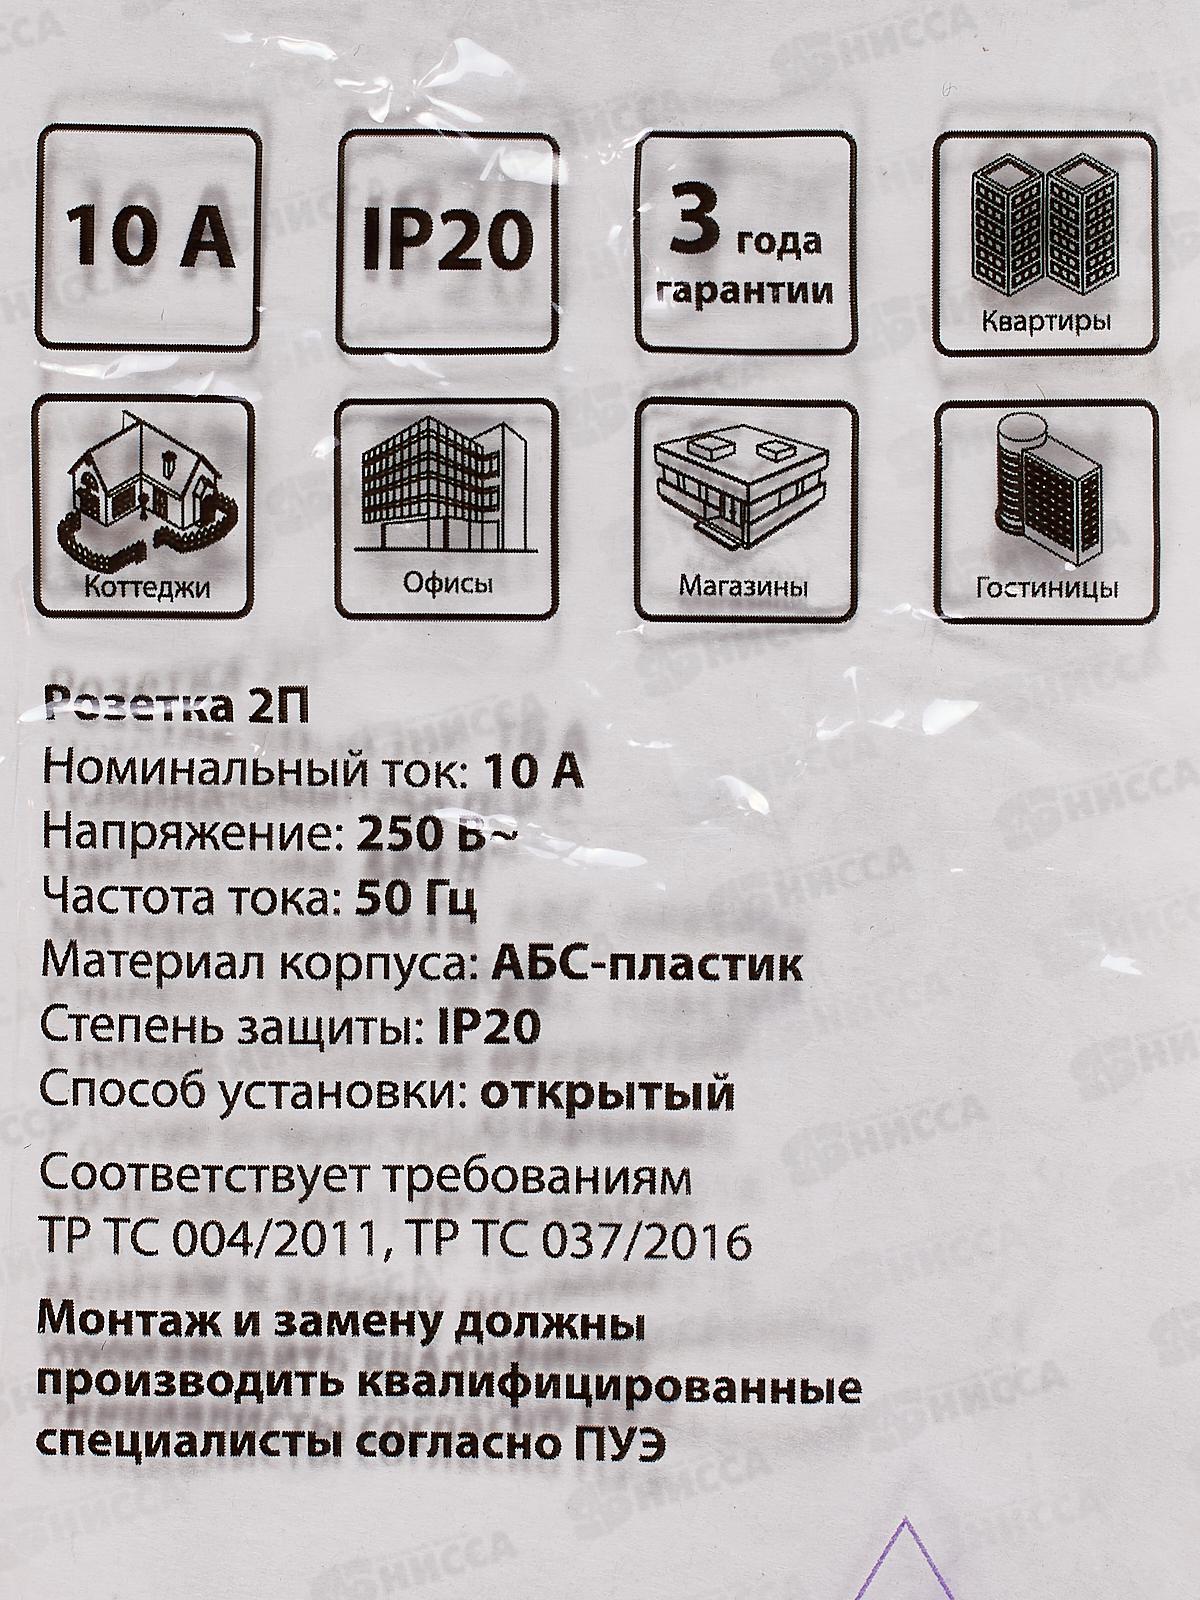 10 А
IP20
3 года
гарантии
Квартиры
Коттеджи
Офисы
Магазины
Гостиницы
Розетка 2П
Номинальный ток: 10 А
Напряжение: 250 В~
Частота тока: 50 Гц
Материал корпуса: АБС-пластик
Степень защиты: IP20
Способ установки: открытый
Соответствует требованиям
ТР ТС 004/2011, ТР ТС 037/2016
Монтаж и замену должны
производить квалифицированные
специалисты согласно ПУЭ